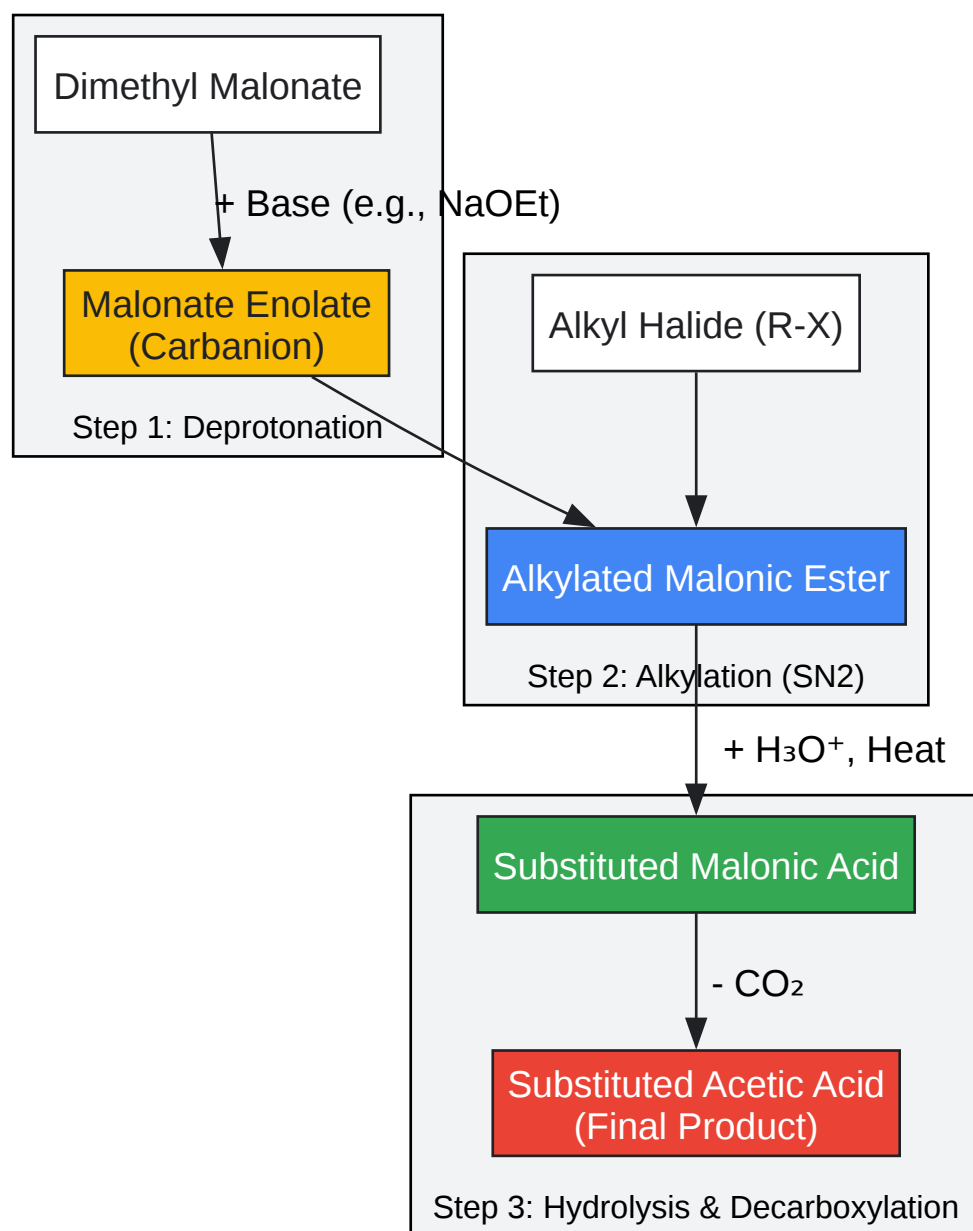 Dimethyl Malonate
+ Base (e.g., NaOEt)
Malonate Enolate
(Carbanion)
Step 1: Deprotonation
Alkyl Halide (R-X)
Alkylated Malonic Ester
Step 2: Alkylation (SN2)
+ H₃O⁺, Heat
Substituted Malonic Acid
- CO₂
Substituted Acetic Acid
(Final Product)
Step 3: Hydrolysis & Decarboxylation